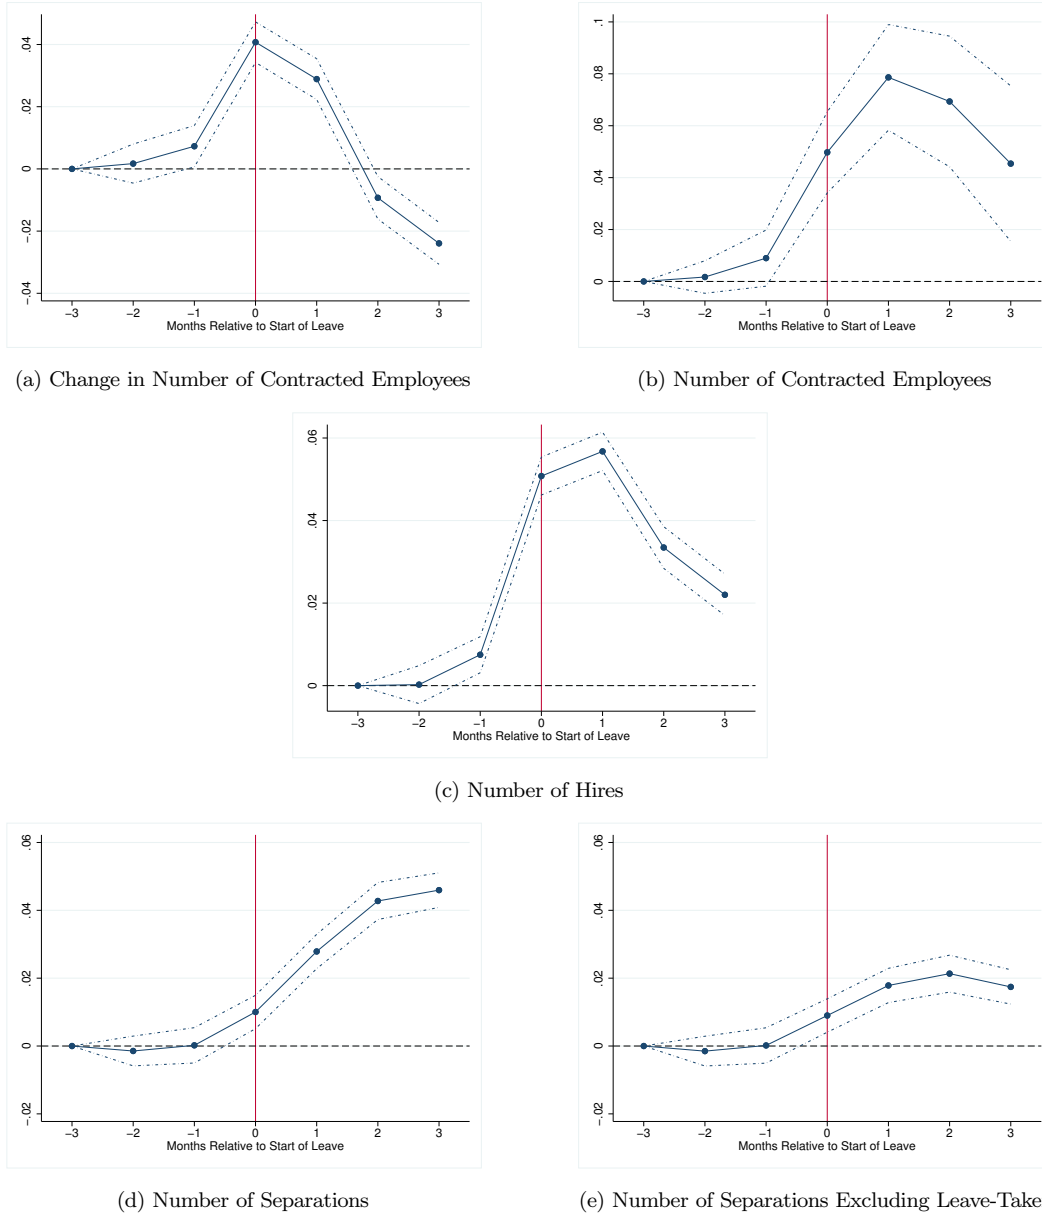 .04
.02
0
−.02
−.04
−3 −2 −1 0 1 2 3
Months Relative to Start of Leave
(a) Change in Number of Contracted Employees
.1
.08
.06
.04
.02
0
−3 −2 −1 0 1 2 3
Months Relative to Start of Leave
(b) Number of Contracted Employees
.06
.04
.02
0
−3 −2 −1 0 1 2 3
Months Relative to Start of Leave
(c) Number of Hires
.06
.04
.02
0
−.02
−3 −2 −1 0 1 2 3
Months Relative to Start of Leave
(d) Number of Separations
.06
.04
.02
0
−.02
−3 −2 −1 0 1 2 3
Months Relative to Start of Leave
(e) Number of Separations Excluding Leave-Take